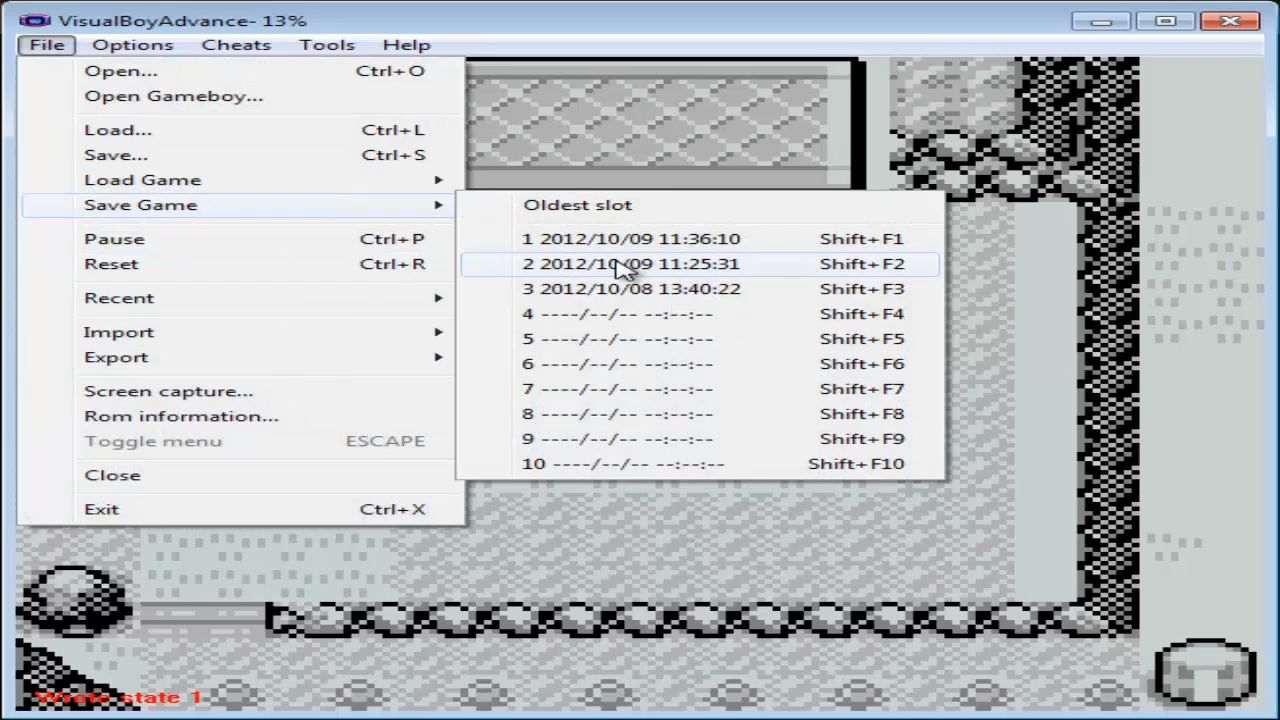 VisualBoyAdvance- 13%
File Options Cheats Tools Help
Open... Ctrl+O
Open Gameboy...
Load... Ctrl+L
Save... Ctrl+S
Load Game
Save Game
Pause Ctrl+P
Reset Ctrl+R
Recent
Import
Export
Screen capture...
Rom information...
Toggle menu ESCAPE
Close
Exit Ctrl+X
Oldest slot
1 2012/10/09 11:36:10 Shift+F1
2 2012/10/09 11:25:31 Shift+F2
3 2012/10/08 13:40:22 Shift+F3
4 ----/--/-- --:--:-- Shift+F4
5 ----/--/-- --:--:-- Shift+F5
6 ----/--/-- --:--:-- Shift+F6
7 ----/--/-- --:--:-- Shift+F7
8 ----/--/-- --:--:-- Shift+F8
9 ----/--/-- --:--:-- Shift+F9
10 ----/--/-- --:--:-- Shift+F10
Wrote state 1